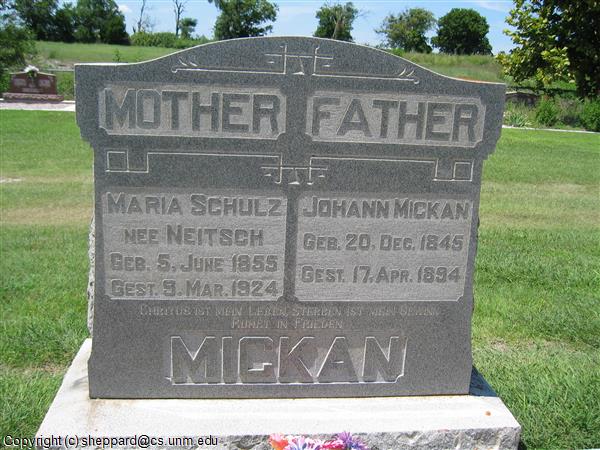 MOTHER
FATHER
MARIA SCHULZ
NEE NEITSCH
GEB. 5, JUNE 1855
GEST. 9, MAR. 1924
JOHANN MICKAN
GEB. 20, DEC. 1845
GEST. 17, APR. 1894
CHRITUS IST MEIN LEBEN, STERBEN IST MEIN GEWINN
RUHET IN FRIEDEN
MICKAN
copyright (c) sheppard@cs.unm.edu